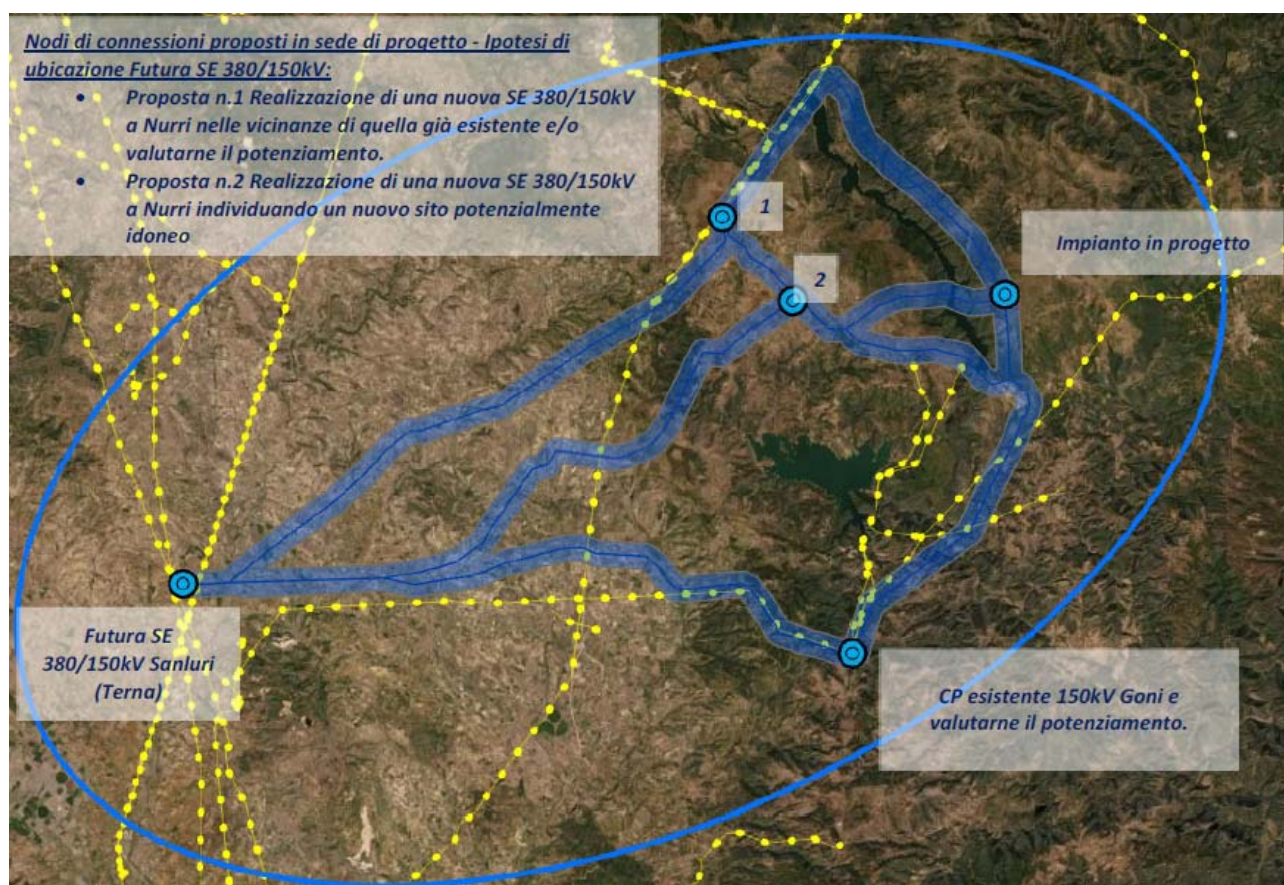 Nodi di connessioni proposti in sede di progetto - Ipotesi di
ubicazione Futura SE 380/150kV:
• Proposta n.1 Realizzazione di una nuova SE 380/150kV
a Nurri nelle vicinanze di quella già esistente e/o
valutarne il potenziamento.
• Proposta n.2 Realizzazione di una nuova SE 380/150kV
a Nurri individuando un nuovo sito potenzialmente
idoneo
1
Impianto in progetto
2
Futura SE
380/150kV Sanluri
(Terna)
CP esistente 150kV Goni e
valutarne il potenziamento.